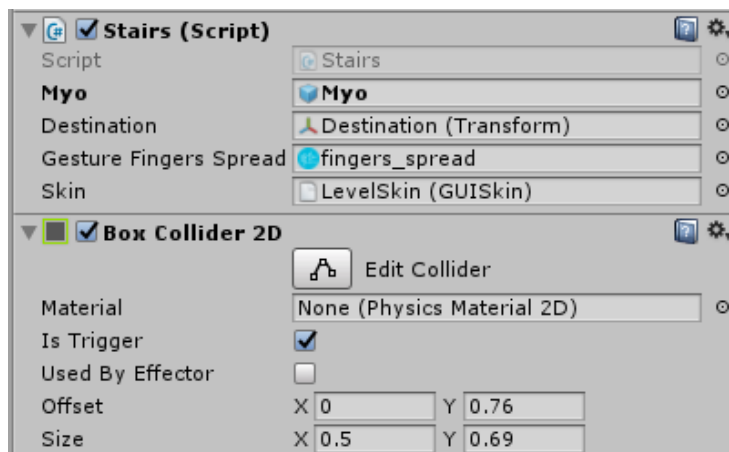 Stairs (Script)
Script Stairs
Myo Myo
Destination Destination (Transform)
Gesture Fingers Spread fingers_spread
Skin LevelSkin (GUISkin)
Box Collider 2D
Edit Collider
Material None (Physics Material 2D)
Is Trigger
Used By Effector
Offset X 0 Y 0.76
Size X 0.5 Y 0.69